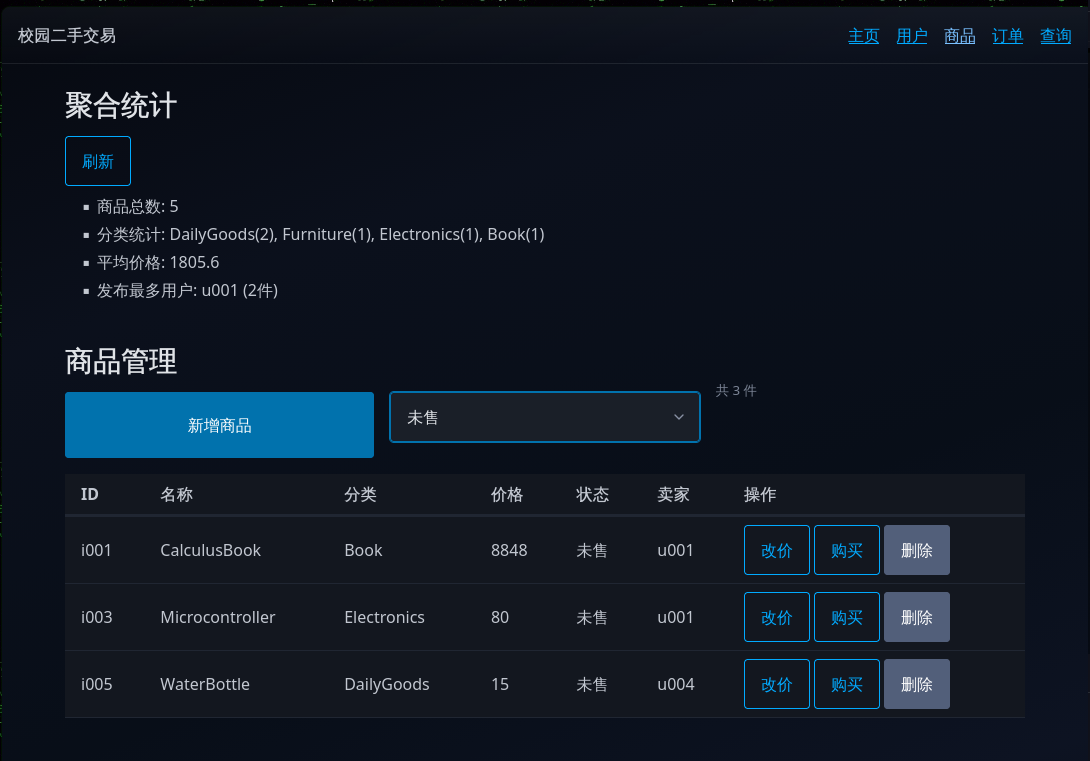 校园二手交易 主页 用户 商品 订单 查询
聚合统计
刷新
▪ 商品总数: 5
▪ 分类统计: DailyGoods(2), Furniture(1), Electronics(1), Book(1)
▪ 平均价格: 1805.6
▪ 发布最多用户: u001 (2件)
商品管理
新增商品 未售 共 3 件
ID 名称 分类 价格 状态 卖家 操作
i001 CalculusBook Book 8848 未售 u001 改价 购买 删除
i003 Microcontroller Electronics 80 未售 u001 改价 购买 删除
i005 WaterBottle DailyGoods 15 未售 u004 改价 购买 删除